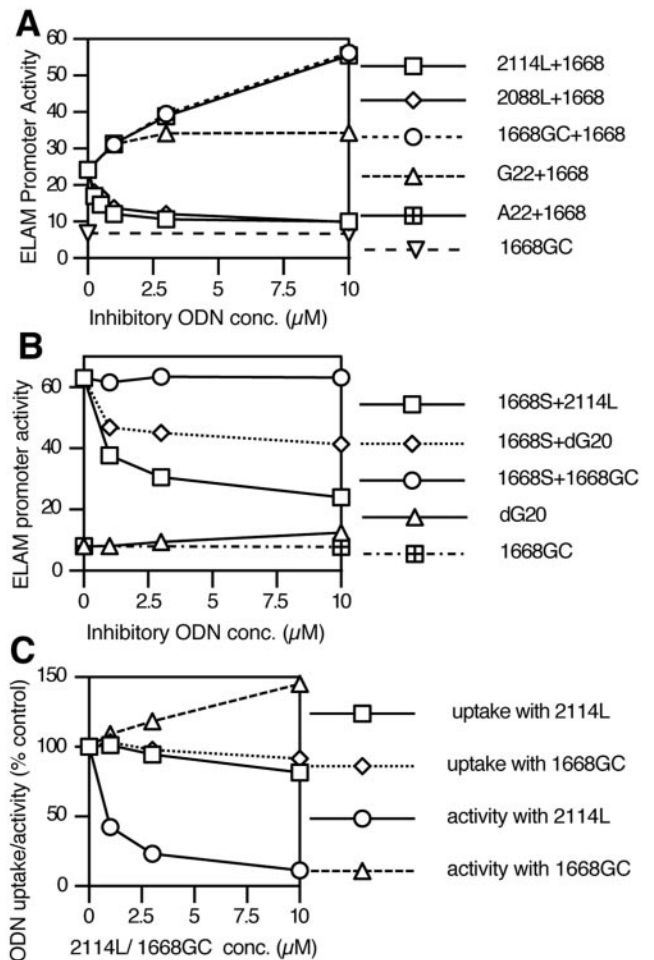 A
ELAM Promoter Activity
60
50
40
30
20
10
0
0 2.5 5 7.5 10
Inhibitory ODN conc. (µM)
2114L+1668
2088L+1668
1668GC+1668
G22+1668
A22+1668
1668GC
B
ELAM promoter activity
60
40
20
0
0 2.5 5 7.5 10
Inhibitory ODN conc. (µM)
1668S+2114L
1668S+dG20
1668S+1668GC
dG20
1668GC
C
ODN uptake/activity (% control)
150
100
50
0
0 2.5 5 7.5 10
2114L/ 1668GC conc. (µM)
uptake with 2114L
uptake with 1668GC
activity with 2114L
activity with 1668GC